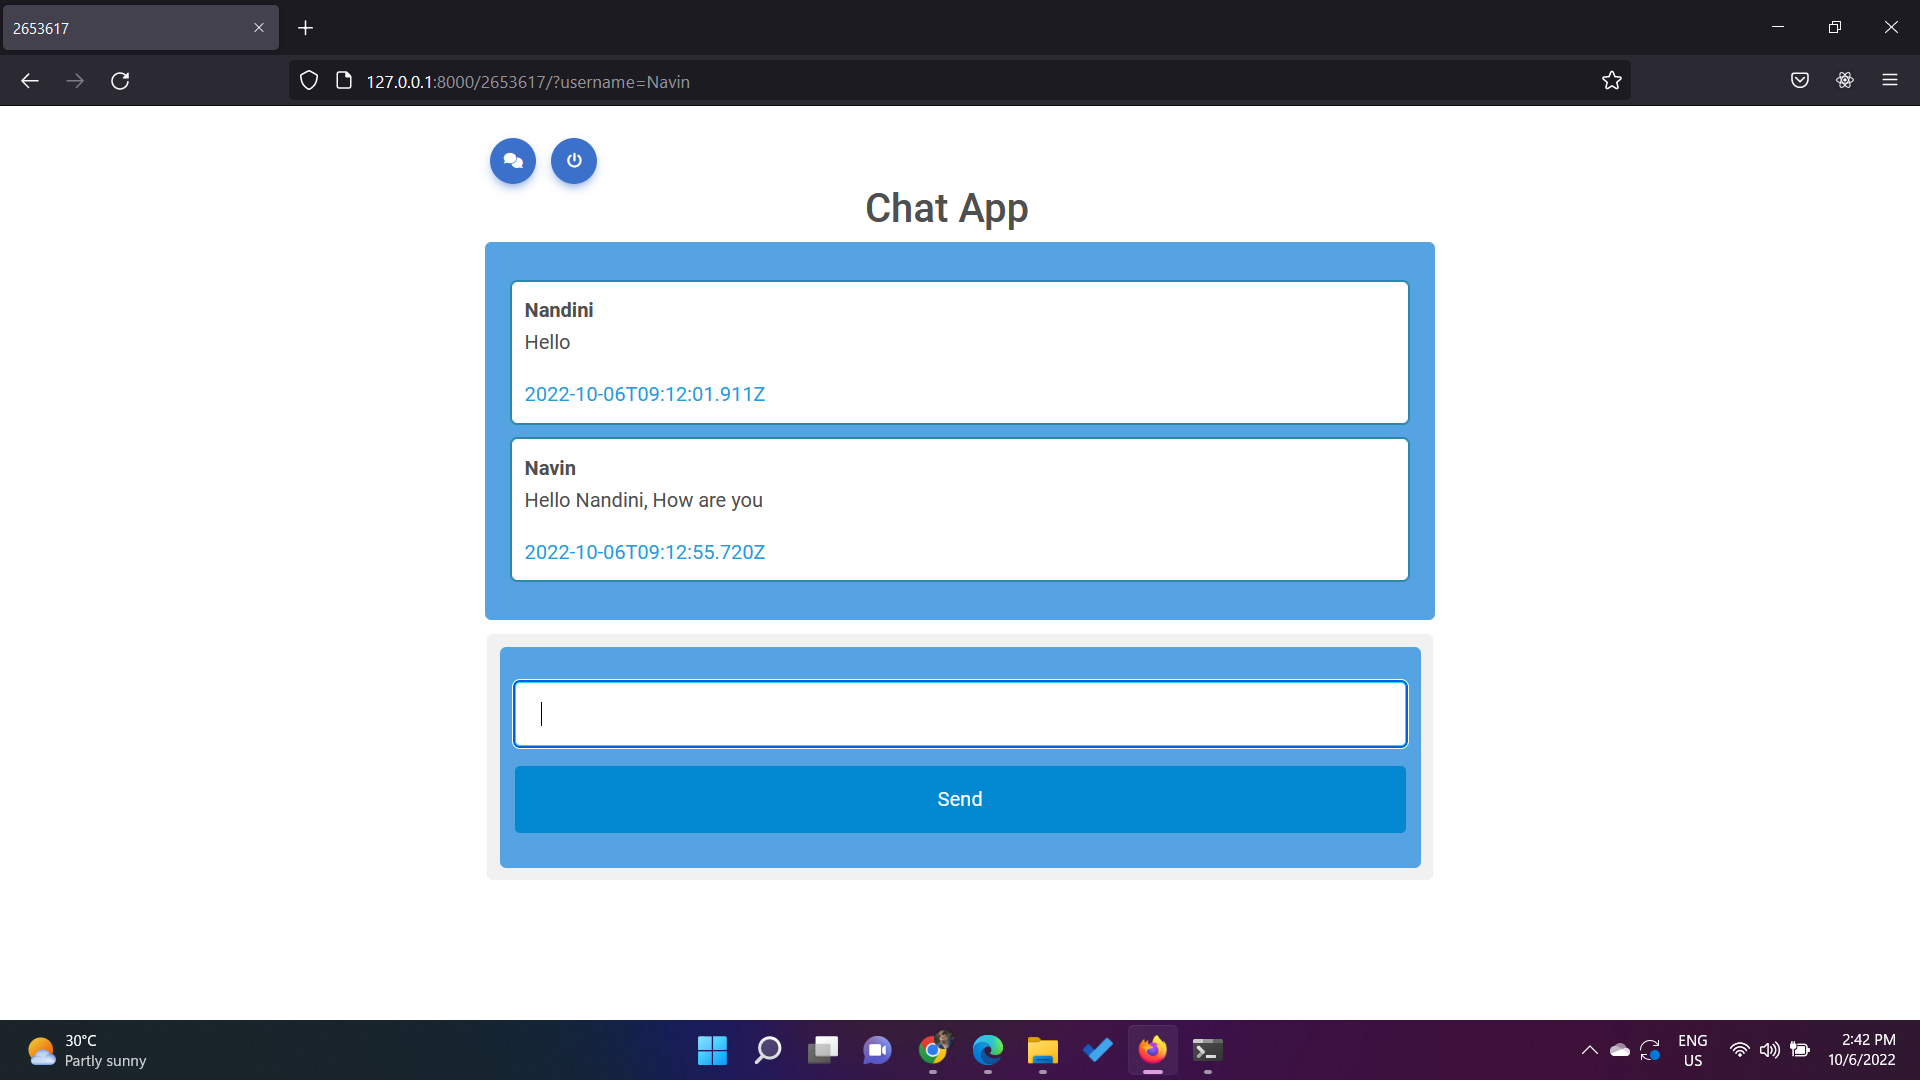 2653617
127.0.0.1:8000/2653617/?username=Navin
Chat App
Nandini
Hello
2022-10-06T09:12:01.911Z
Navin
Hello Nandini, How are you
2022-10-06T09:12:55.720Z
Send
30°C
Partly sunny
ENG
US
2:42 PM
10/6/2022